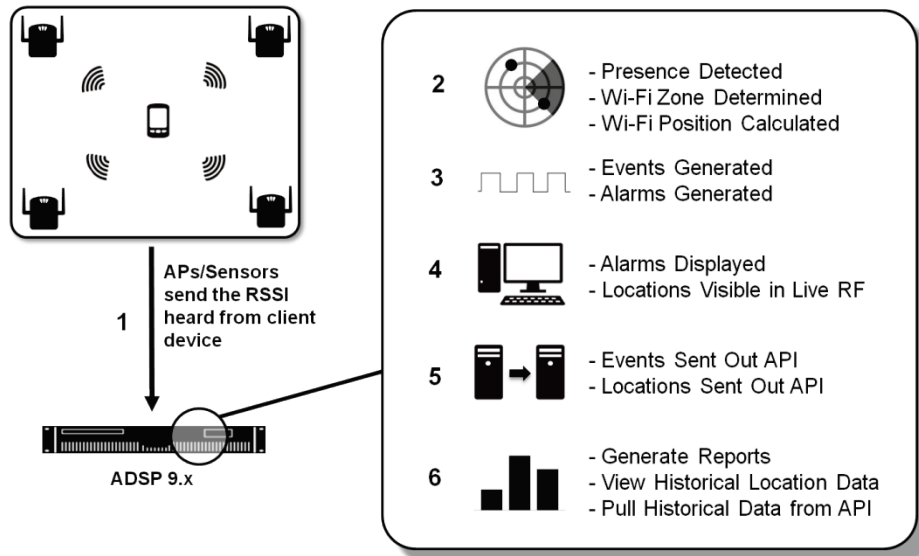 1
APs/Sensors
send the RSSI
heard from client
device
ADSP 9.x
2
- Presence Detected
- Wi-Fi Zone Determined
- Wi-Fi Position Calculated
3
- Events Generated
- Alarms Generated
4
- Alarms Displayed
- Locations Visible in Live RF
5
- Events Sent Out API
- Locations Sent Out API
6
- Generate Reports
- View Historical Location Data
- Pull Historical Data from API